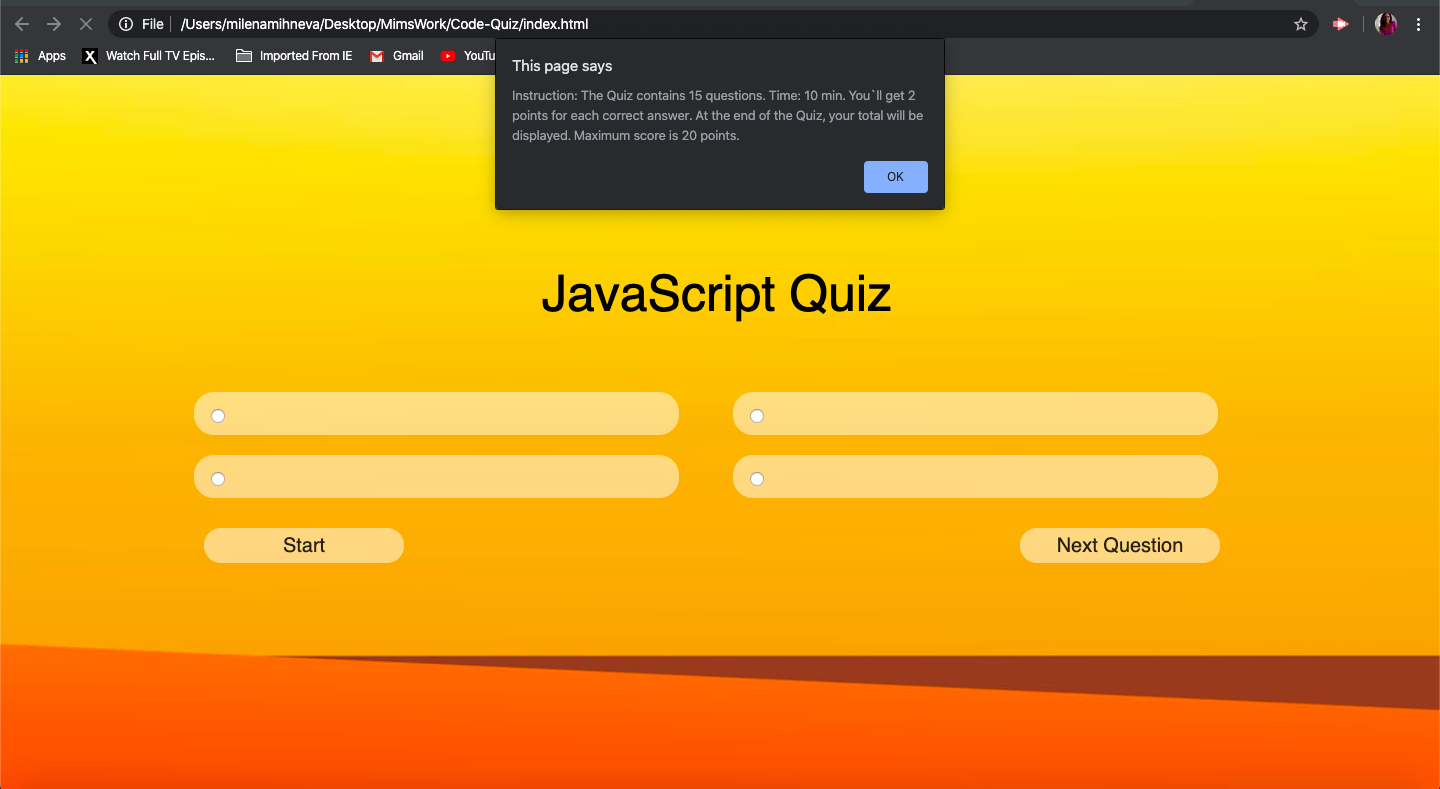 File /Users/milenamihneva/Desktop/MimsWork/Code-Quiz/index.html
Apps X Watch Full TV Epis... Imported From IE Gmail YouTu
This page says
Instruction: The Quiz contains 15 questions. Time: 10 min. You`ll get 2
points for each correct answer. At the end of the Quiz, your total will be
displayed. Maximum score is 20 points.
OK
JavaScript Quiz
Start Next Question